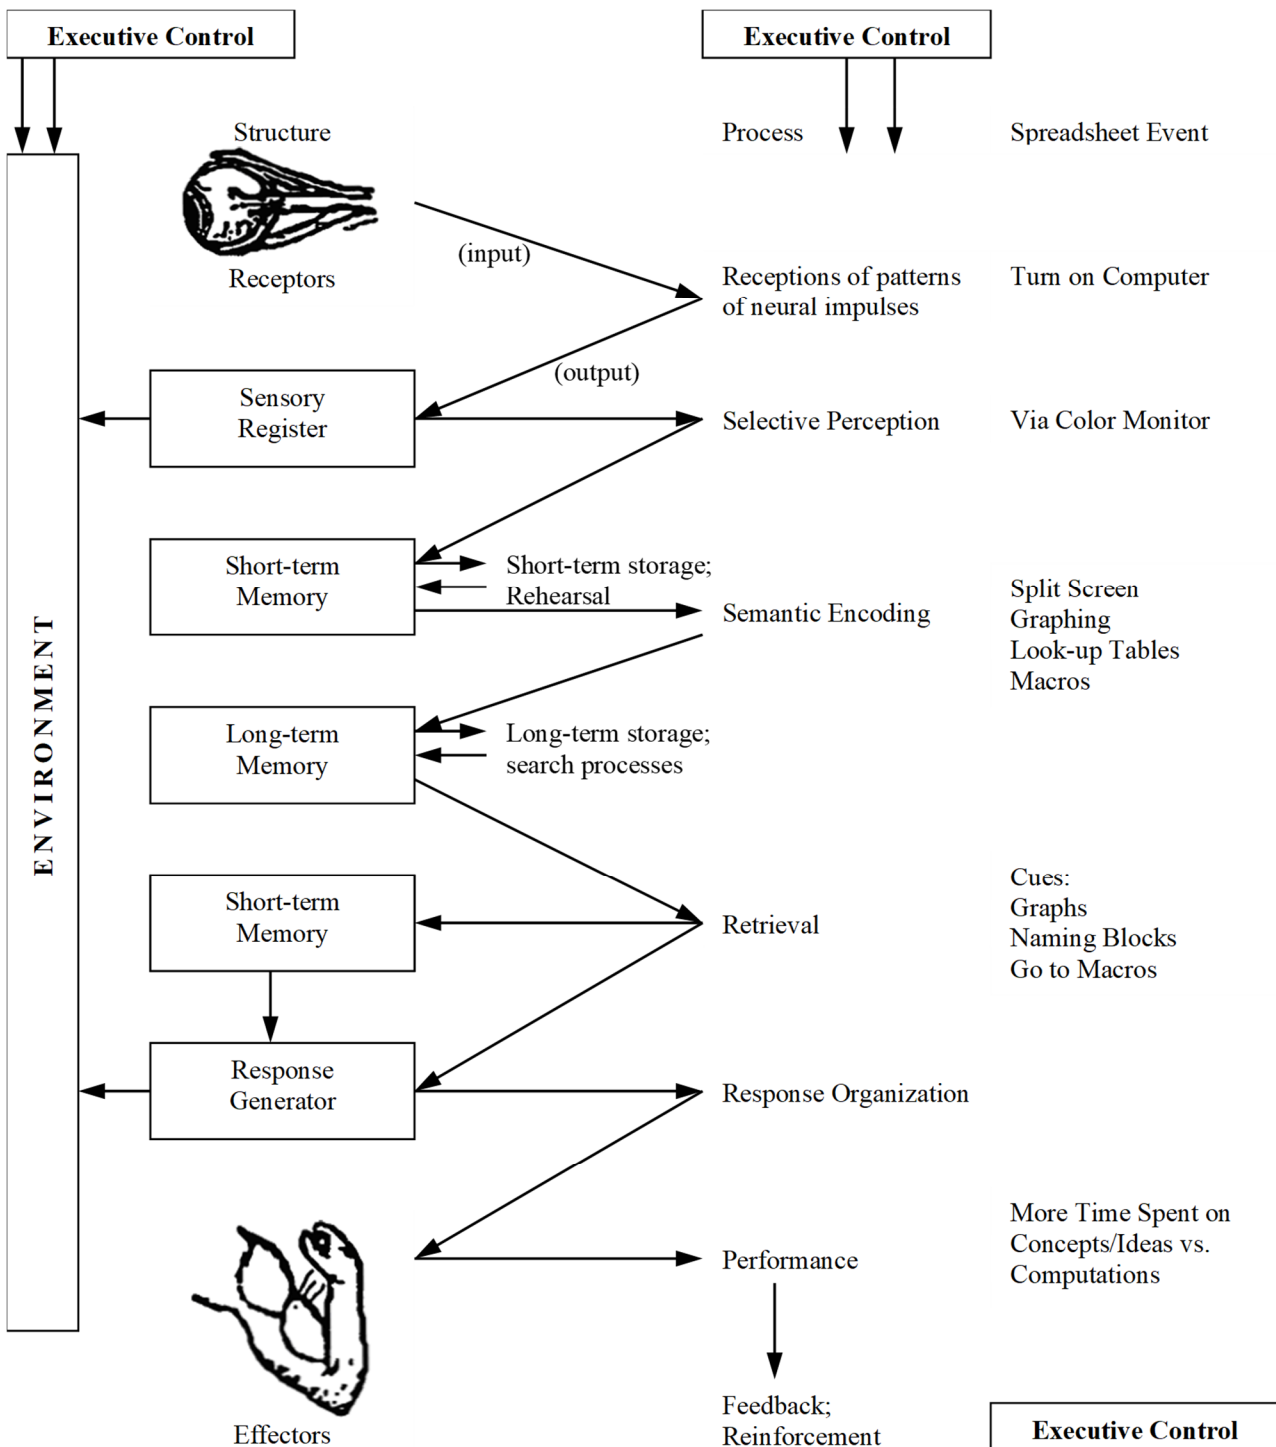 Executive Control
Executive Control
Structure
Process
Spreadsheet Event
(input)
Receptors
Receptions of patterns
of neural impulses
Turn on Computer
(output)
Sensory
Register
Selective Perception
Via Color Monitor
Short-term
Memory
Short-term storage;
Rehearsal
Semantic Encoding
Split Screen
Graphing
Look-up Tables
Macros
ENVIRONMENT
Long-term
Memory
Long-term storage;
search processes
Short-term
Memory
Retrieval
Cues:
Graphs
Naming Blocks
Go to Macros
Response
Generator
Response Organization
Performance
More Time Spent on
Concepts/Ideas vs.
Computations
Effectors
Feedback;
Reinforcement
Executive Control